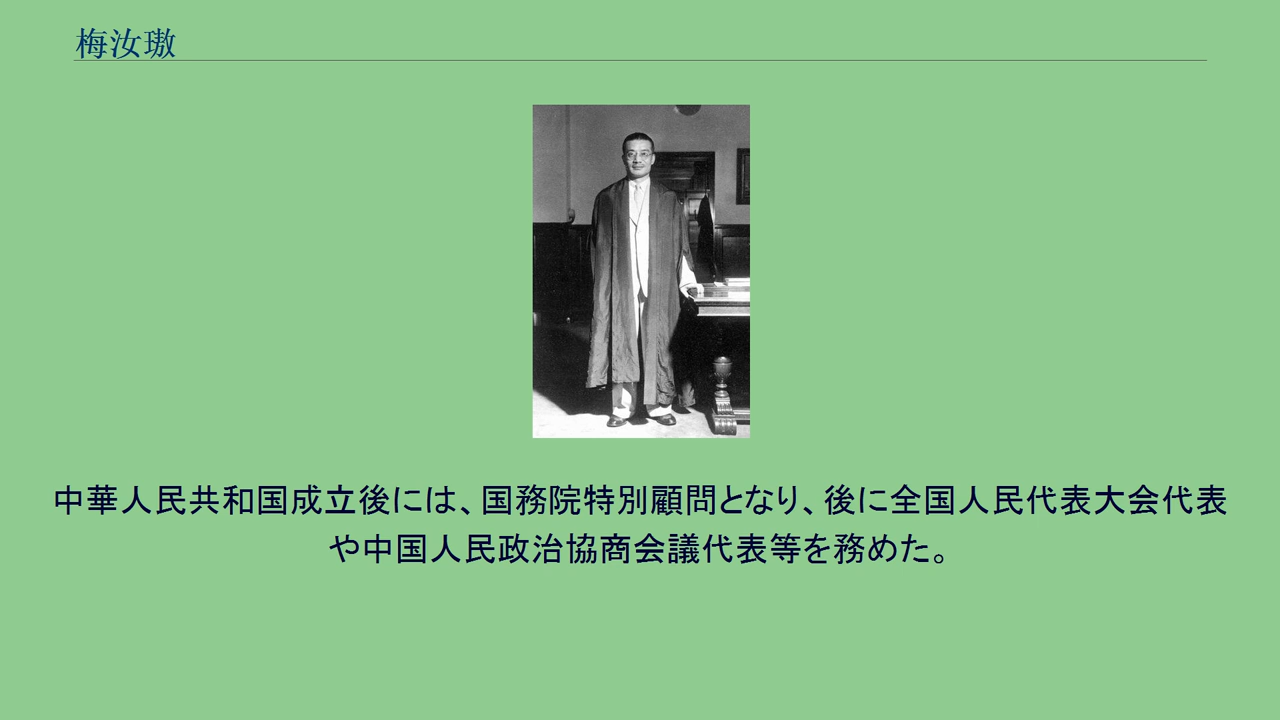 梅汝璈
中華人民共和国成立後には、国務院特別顧問となり、後に全国人民代表大会代表
や中国人民政治協商会議代表等を務めた。